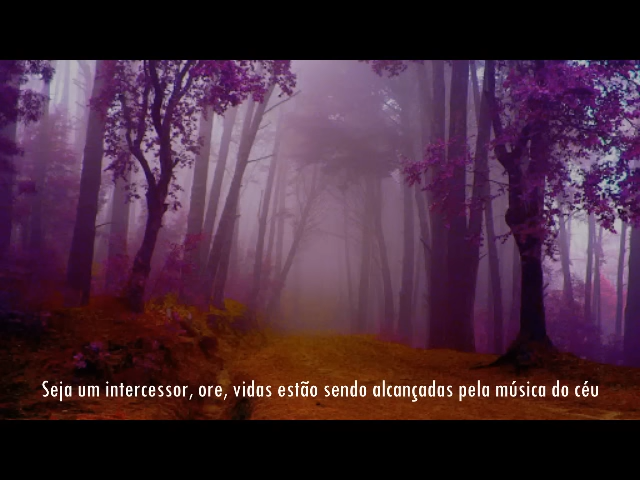 Seja um intercessor, ore, vidas estão sendo alcançadas pela música do céu